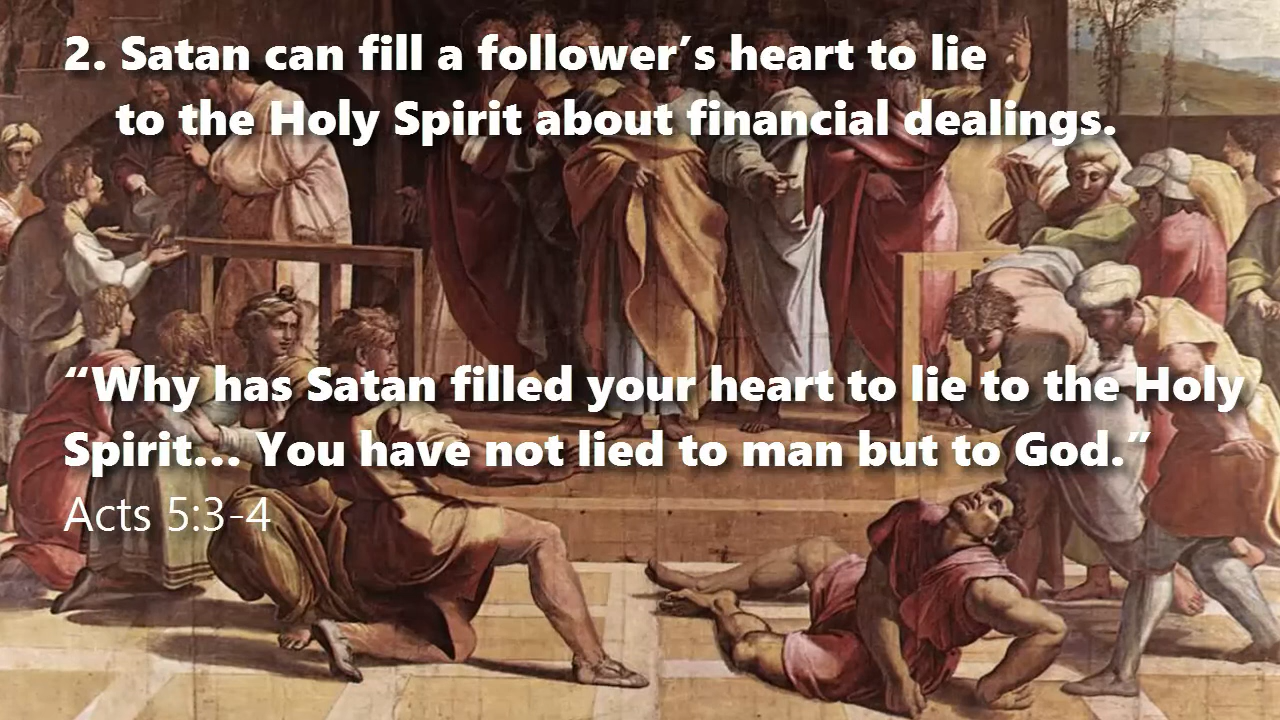 2. Satan can fill a follower’s heart to lie
to the Holy Spirit about financial dealings.
“Why has Satan filled your heart to lie to the Holy
Spirit... You have not lied to man but to God.”
Acts 5:3-4